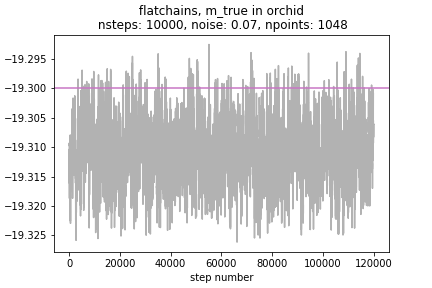 flatchains, m_true in orchid
nsteps: 10000, noise: 0.07, npoints: 1048
−19.295
−19.300
−19.305
−19.310
−19.315
−19.320
−19.325
0 20000 40000 60000 80000 100000 120000
step number